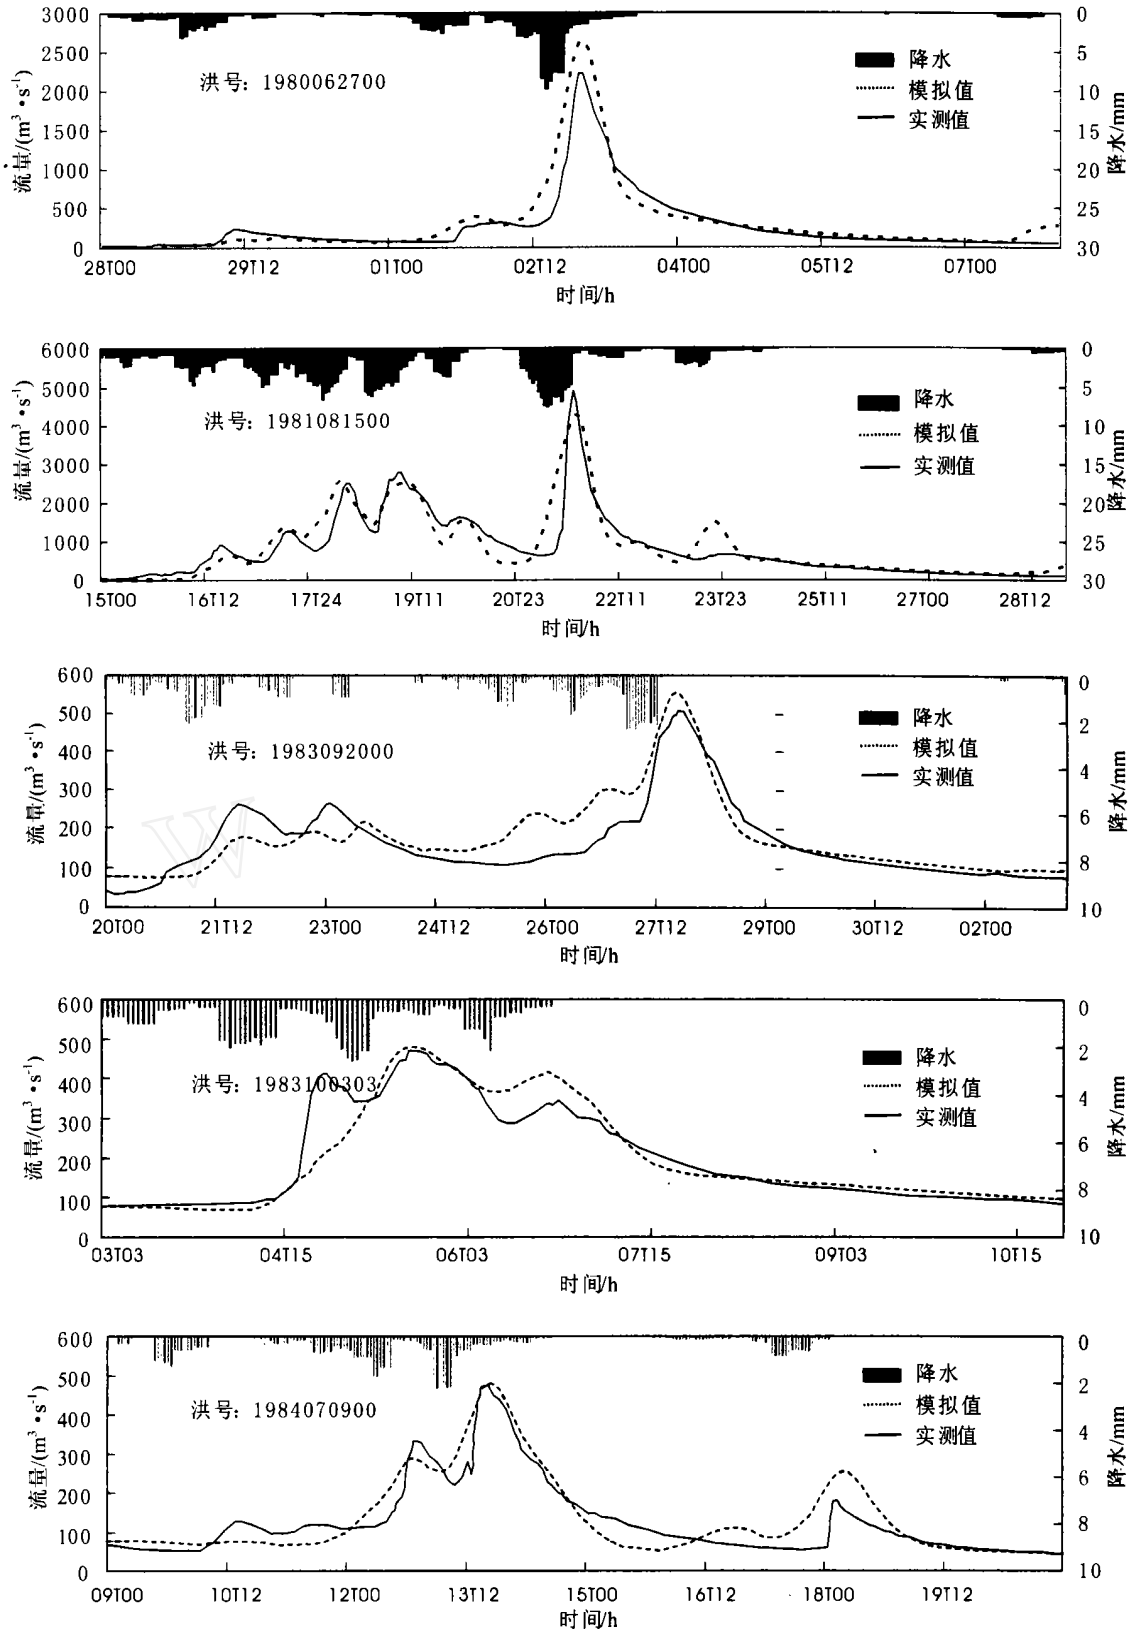 3000
2500
2000
1500
1000
500
0
流量/(m³•s⁻¹)
洪号: 1980062700
降水
模拟值
实测值
0
5
10
15
20
25
30
降水/mm
28T00 29T12 01T00 02T12 04T00 05T12 07T00
时间/h
6000
5000
4000
3000
2000
1000
0
流量/(m³•s⁻¹)
洪号: 1981081500
降水
模拟值
实测值
0
5
10
15
20
25
30
降水/mm
15T00 16T12 17T24 19T11 20T23 22T11 23T23 25T11 27T00 28T12
时间/h
600
500
400
300
200
100
0
流量/(m³•s⁻¹)
洪号: 1983092000
降水
模拟值
实测值
0
2
4
6
8
10
降水/mm
W
20T00 21T12 23T00 24T12 26T00 27T12 29T00 30T12 02T00
时间/h
600
500
400
300
200
100
0
流量/(m³•s⁻¹)
洪号: 1983100303
降水
模拟值
实测值
0
2
4
6
8
10
降水/mm
03T03 04T15 06T03 07T15 09T03 10T15
时间/h
600
500
400
300
200
100
0
流量/(m³•s⁻¹)
洪号: 1984070900
降水
模拟值
实测值
0
2
4
6
8
10
降水/mm
09T00 10T12 12T00 13T12 15T00 16T12 18T00 19T12
时间/h